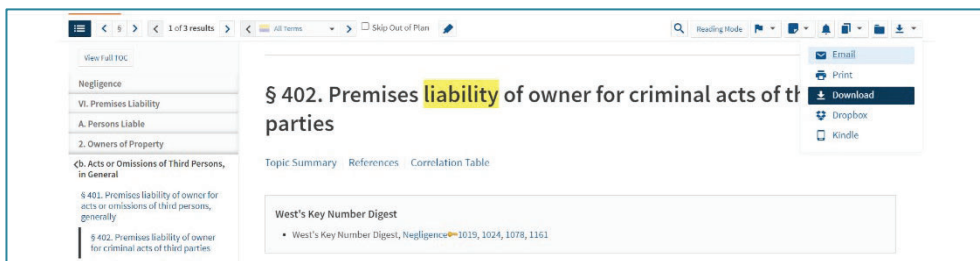 §
1 of 3 results
All Terms
Skip Out of Plan
Reading Mode
View Full TOC
Negligence
VI. Premises Liability
A. Persons Liable
2. Owners of Property
b. Acts or Omissions of Third Persons,
in General
§ 401. Premises liability of owner for
acts or omissions of third persons,
generally
§ 402. Premises liability of owner
for criminal acts of third parties
§ 402. Premises liability of owner for criminal acts of th
parties
Topic Summary References Correlation Table
West's Key Number Digest
• West's Key Number Digest, Negligence 1019, 1024, 1078, 1161
Email
Print
Download
Dropbox
Kindle